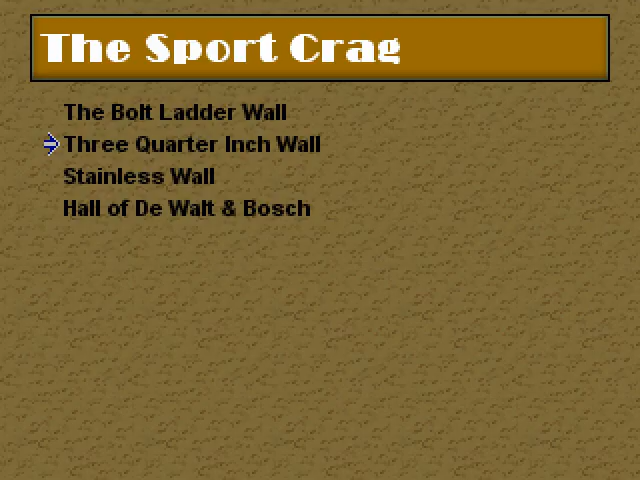 The Sport Crag
The Bolt Ladder Wall
Three Quarter Inch Wall
Stainless Wall
Hall of De Walt & Bosch